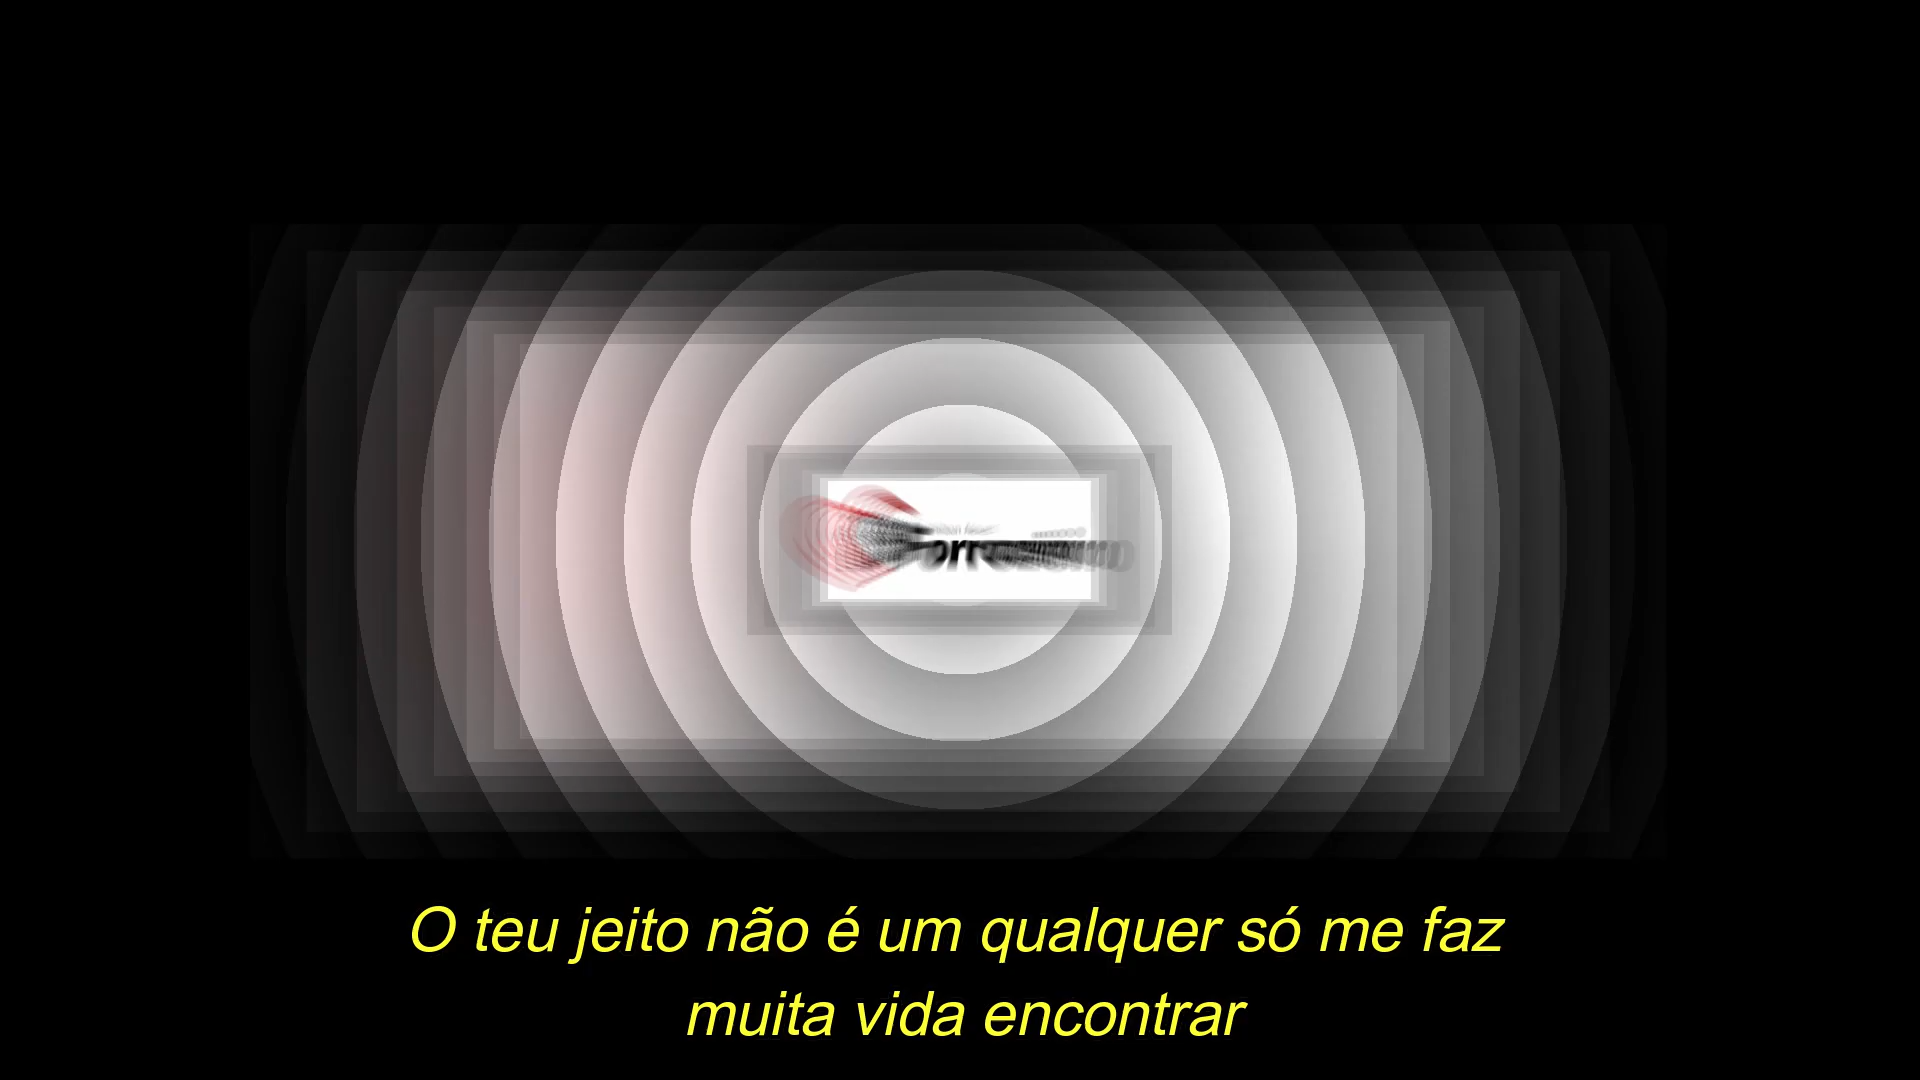 O teu jeito não é um qualquer só me faz
muita vida encontrar